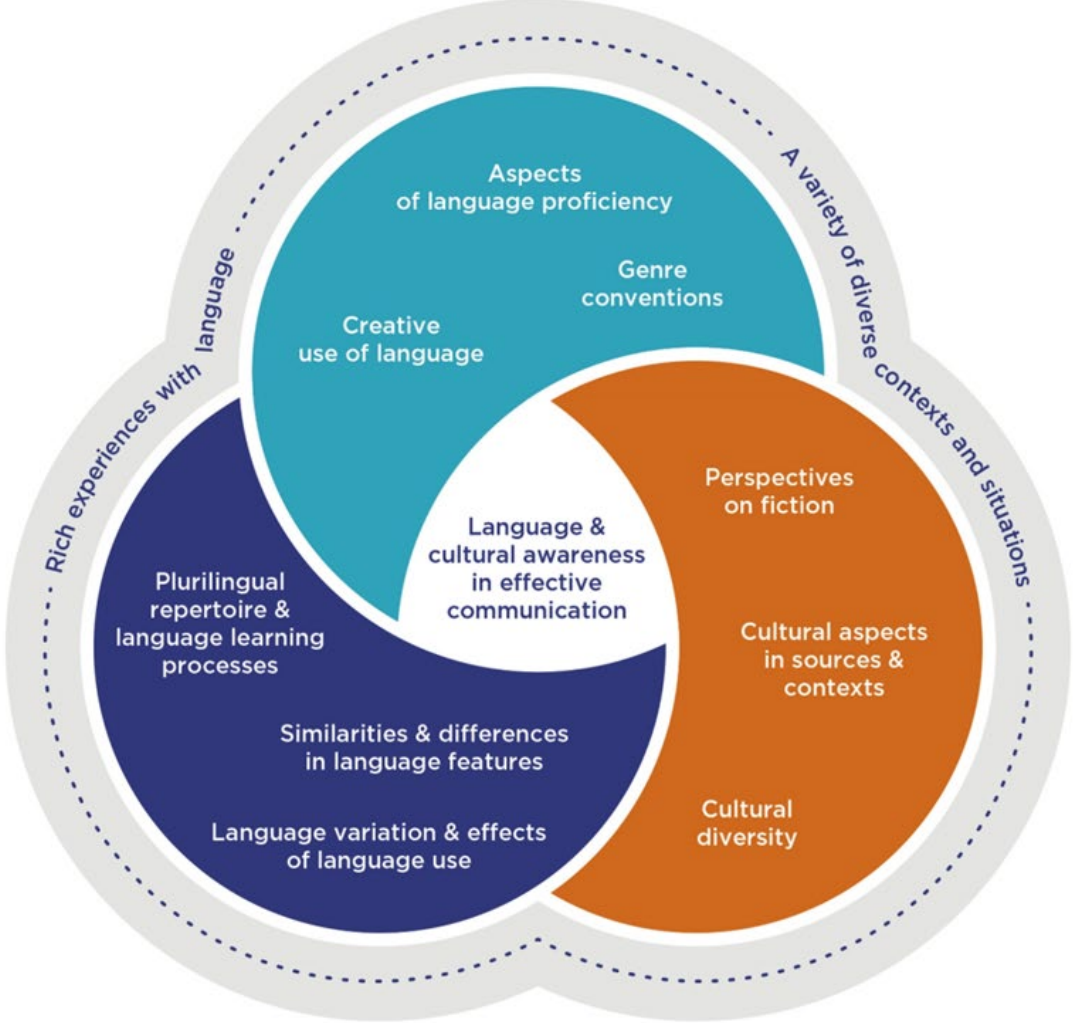 Rich experiences with language
A variety of diverse contexts and situations
Aspects
of language proficiency
Genre
conventions
Creative
use of language
Perspectives
on fiction
Cultural aspects
in sources &
contexts
Cultural
diversity
Language &
cultural awareness
in effective
communication
Plurilingual
repertoire &
language learning
processes
Similarities & differences
in language features
Language variation & effects
of language use